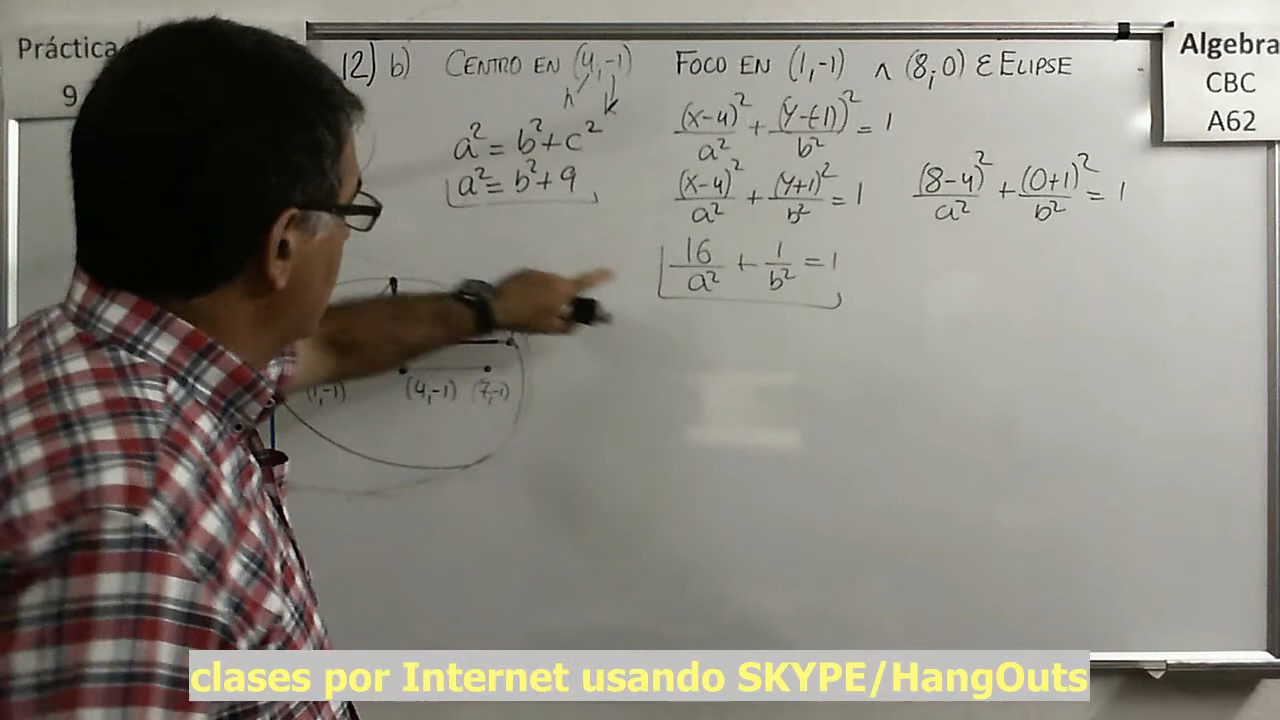 Práctica
9
12) b) CENTRO EN (4,-1) FOCO EN (1,-1) ∧ (8,0) ∈ ELIPSE
h k
a² = b² + c²
a² = b² + 9
(x-4)²/a² + (y-(-1))²/b² = 1
(x-4)²/a² + (y+1)²/b² = 1
(8-4)²/a² + (0+1)²/b² = 1
16/a² + 1/b² = 1
(1,-1) (4,-1) (7,-1)
Algebra
CBC
A62
clases por Internet usando SKYPE/HangOuts